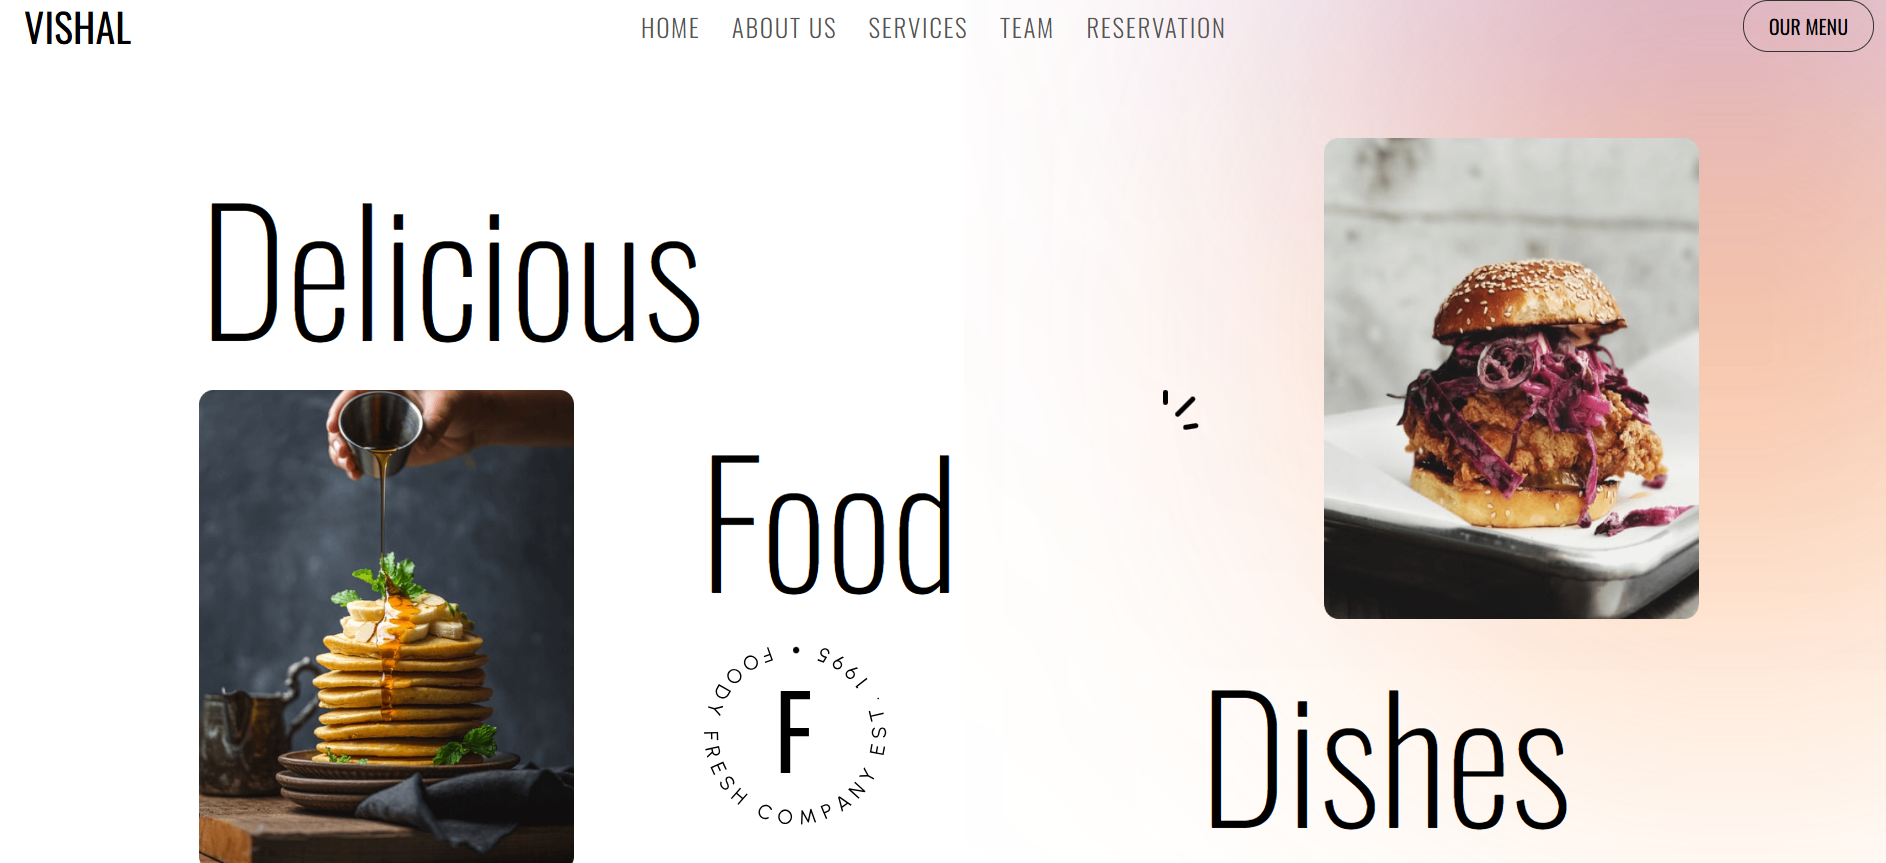 VISHAL
HOME ABOUT US SERVICES TEAM RESERVATION
OUR MENU
Delicious
Food
FOODY FRESH COMPANY EST. 1995 •
F
Dishes